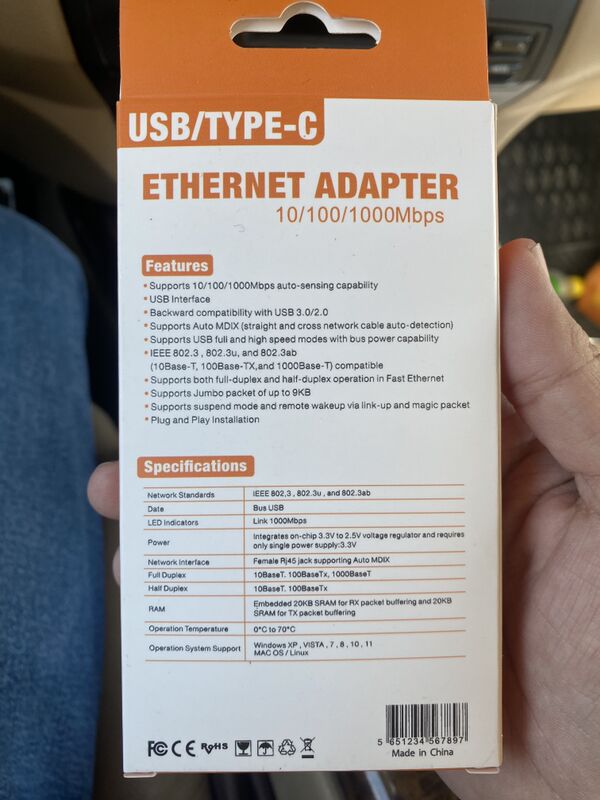 USB/TYPE-C
ETHERNET ADAPTER
10/100/1000Mbps
Features
• Supports 10/100/1000Mbps auto-sensing capability
• USB Interface
• Backward compatibility with USB 3.0/2.0
• Supports Auto MDIX (straight and cross network cable auto-detection)
• Supports USB full and high speed modes with bus power capability
• IEEE 802.3 , 802.3u, and 802.3ab
(10Base-T, 100Base-TX,and 1000Base-T) compatible
• Supports both full-duplex and half-duplex operation in Fast Ethernet
• Supports Jumbo packet of up to 9KB
• Supports suspend mode and remote wakeup via link-up and magic packet
• Plug and Play Installation
Specifications
Network Standards IEEE 802,3 , 802.3u , and 802.3ab
Date Bus USB
LED Indicators Link 1000Mbps
Power Integrates on-chip 3.3V to 2.5V voltage regulator and requires
only single power supply:3.3V
Network Interface Female Rj45 jack supporting Auto MDIX
Full Duplex 10BaseT. 100BaseTx, 1000BaseT
Half Duplex 10BaseT. 100BaseTx
RAM Embedded 20KB SRAM for RX packet buffering and 20KB
SRAM for TX packet buffering
Operation Temperature 0°C to 70°C
Operation System Support Windows XP , VISTA , 7 , 8 , 10 , 11
MAC OS / Linux
FC CE RoHS
5 651234 567897
Made in China